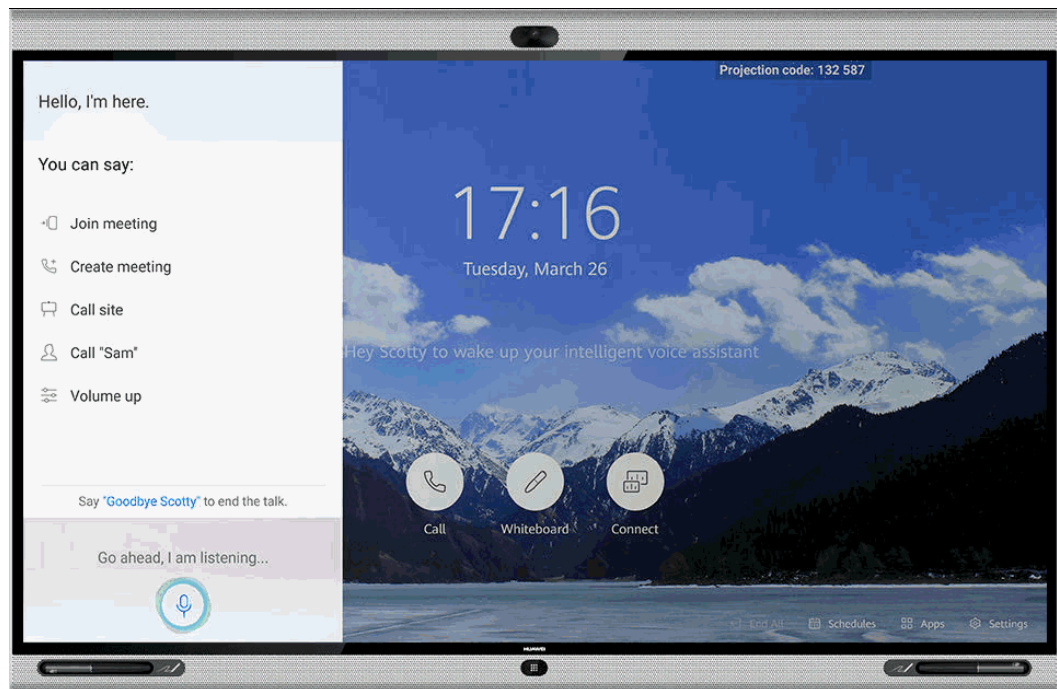 Projection code: 132 587
Hello, I'm here.
You can say:
Join meeting
Create meeting
Call site
Call "Sam"
Volume up
Say "Goodbye Scotty" to end the talk.
Go ahead, I am listening...
17:16
Tuesday, March 26
Hey Scotty to wake up your intelligent voice assistant
Call
Whiteboard
Connect
End All
Schedules
Apps
Settings
HUAWEI